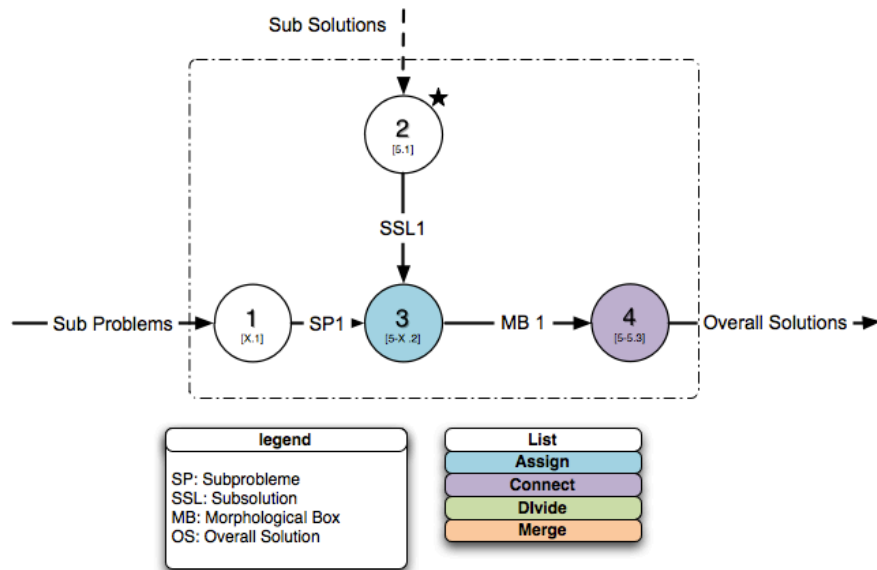 Sub Solutions
2
[5.1]
SSL1
Sub Problems
1
[X.1]
SP1
3
[5-X .2]
MB 1
4
[5-5.3]
Overall Solutions
legend
SP: Subprobleme
SSL: Subsolution
MB: Morphological Box
OS: Overall Solution
List
Assign
Connect
DIvide
Merge